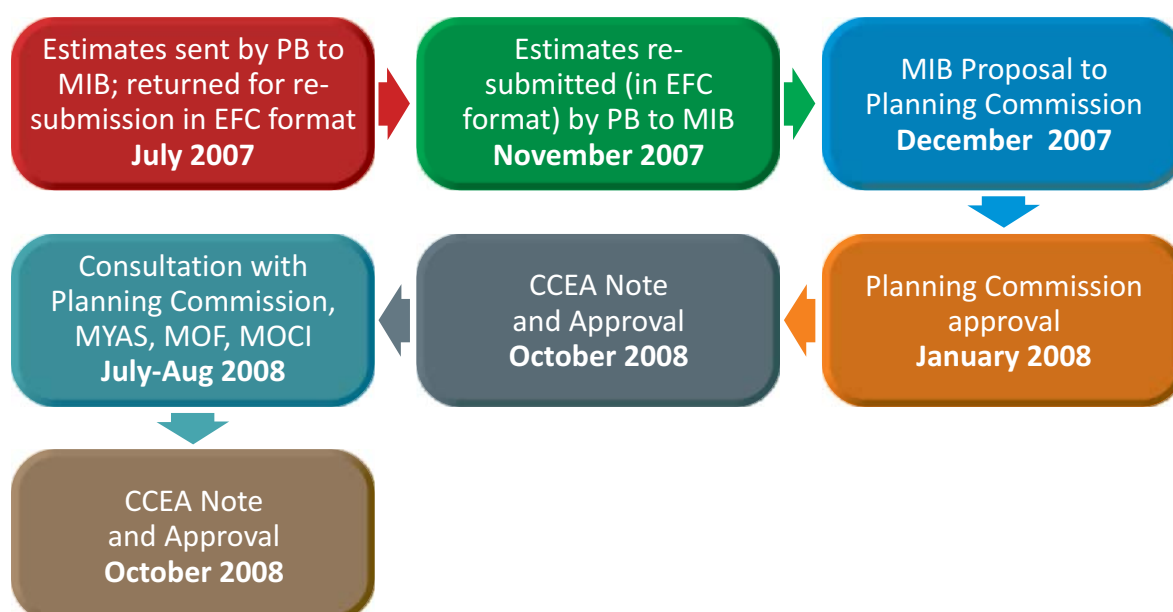 Estimates sent by PB to
MIB; returned for re-
submission in EFC format
July 2007
Estimates re-
submitted (in EFC
format) by PB to MIB
November 2007
MIB Proposal to
Planning Commission
December 2007
Planning Commission
approval
January 2008
CCEA Note
and Approval
October 2008
Consultation with
Planning Commission,
MYAS, MOF, MOCI
July-Aug 2008
CCEA Note
and Approval
October 2008